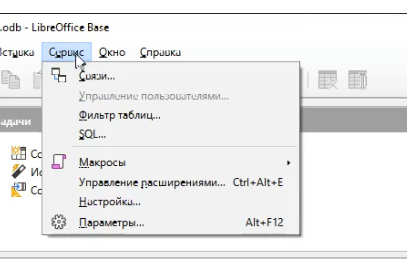 .odb - LibreOffice Base
Вставка Сервис Окно Справка
Связи...
Управление пользователями...
Фильтр таблиц...
SQL...
Макросы
Управление расширениями... Ctrl+Alt+E
Настройка...
Параметры... Alt+F12
адачи
Со
Ис
Со